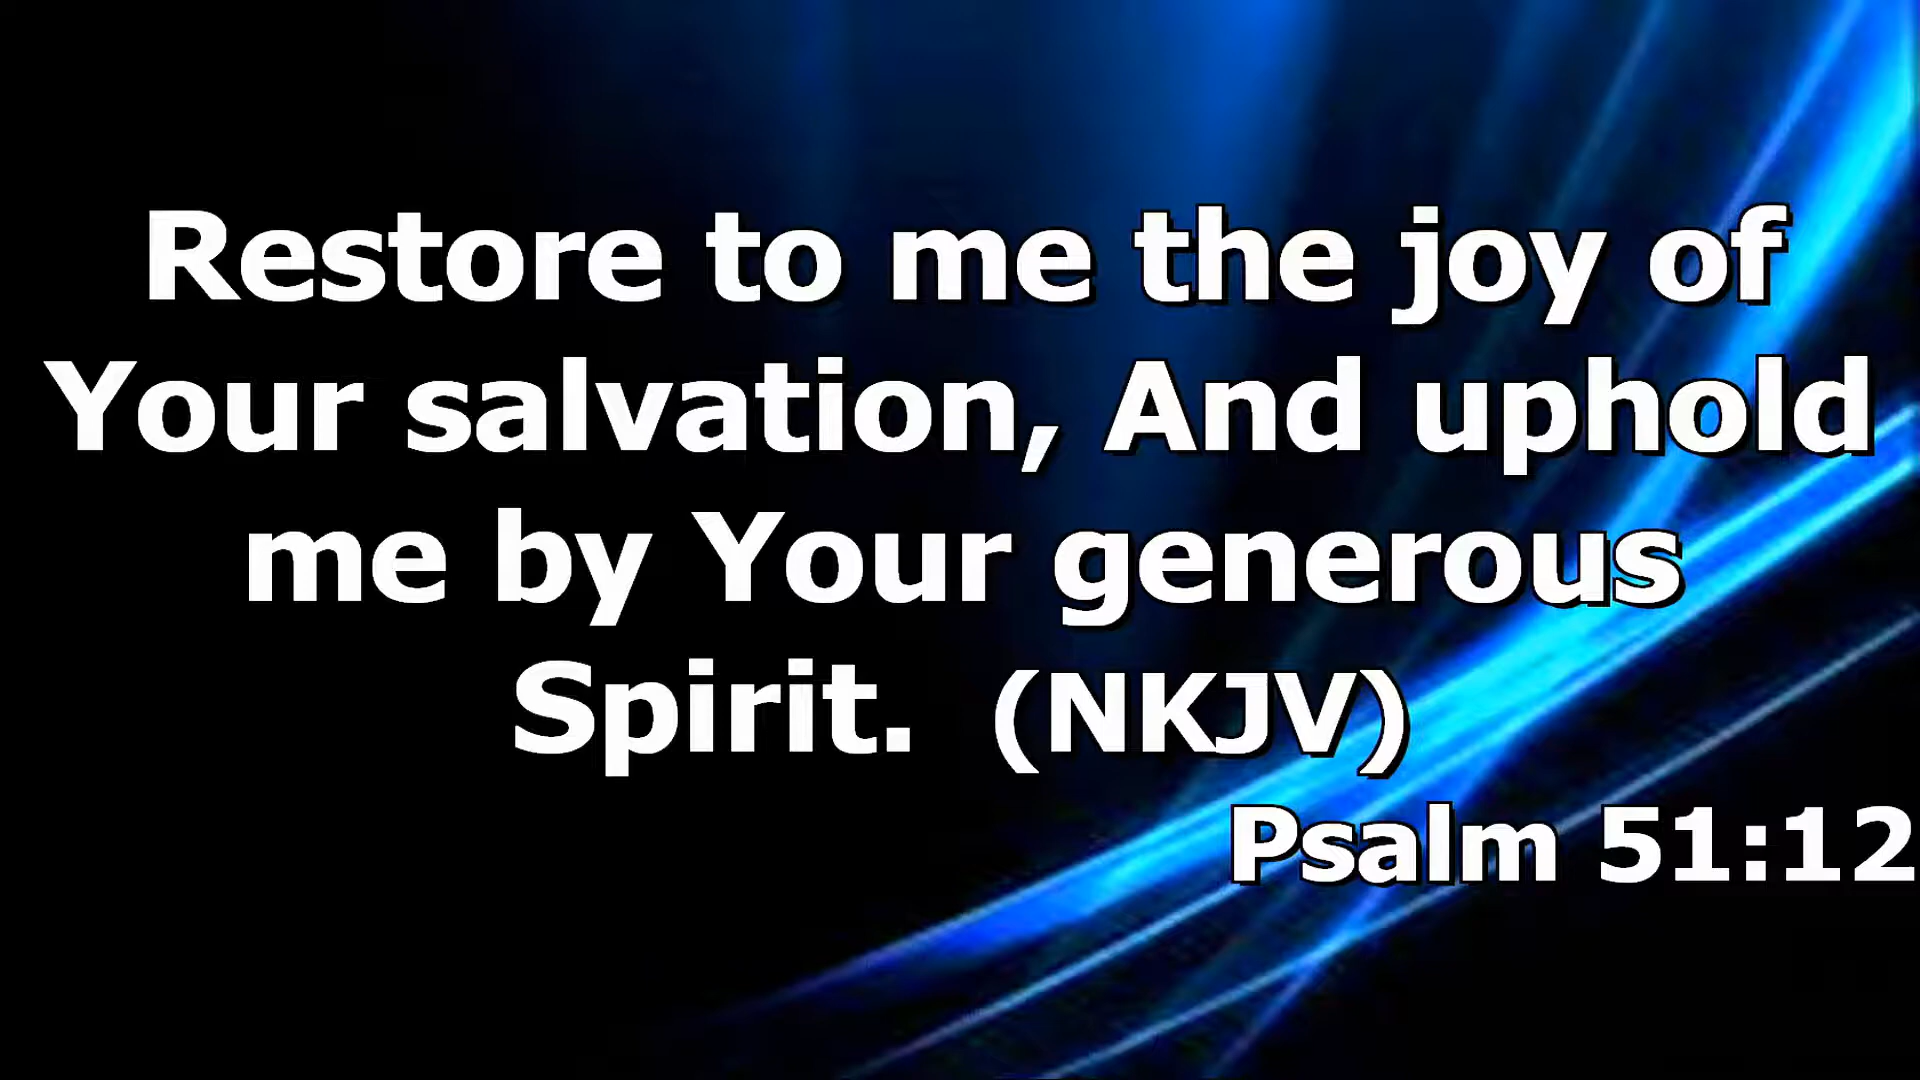 Restore to me the joy of
Your salvation, And uphold
me by Your generous
Spirit.  (NKJV)
Psalm 51:12